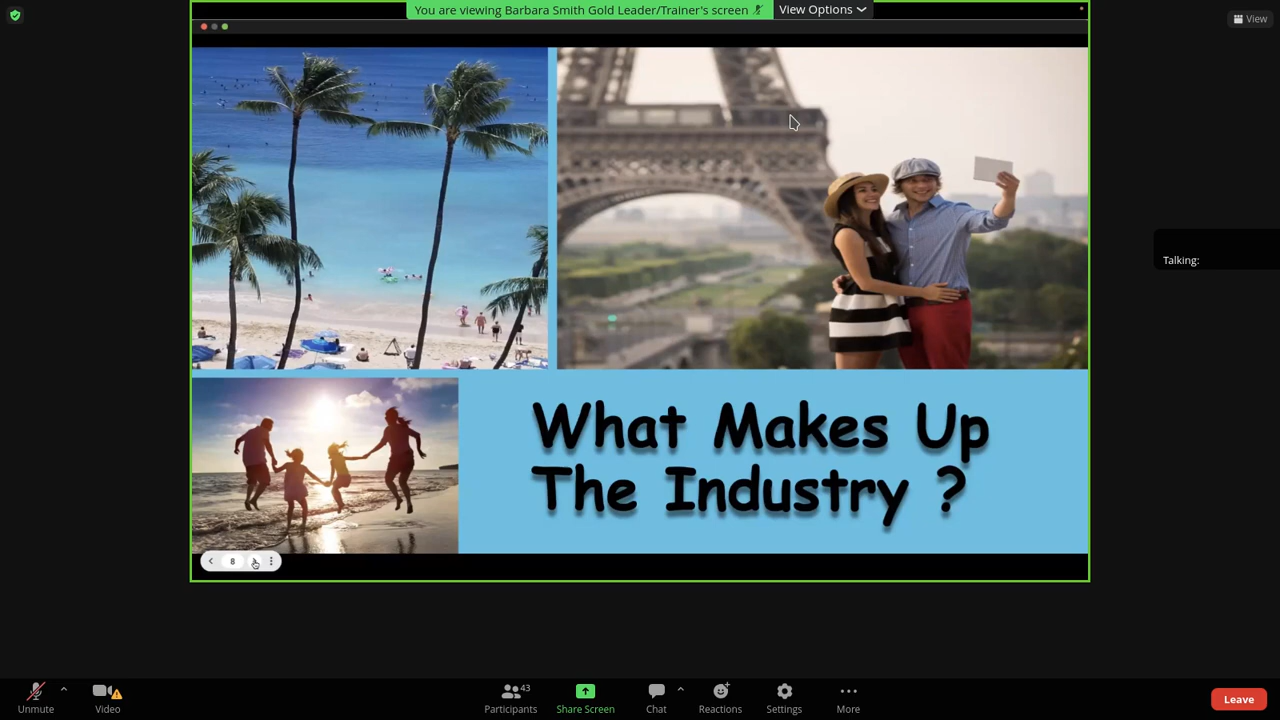 You are viewing Barbara Smith Gold Leader/Trainer's screen
View Options
View
Talking:
What Makes Up
The Industry ?
8
Unmute
Video
Participants
43
Share Screen
Chat
Reactions
Settings
More
Leave